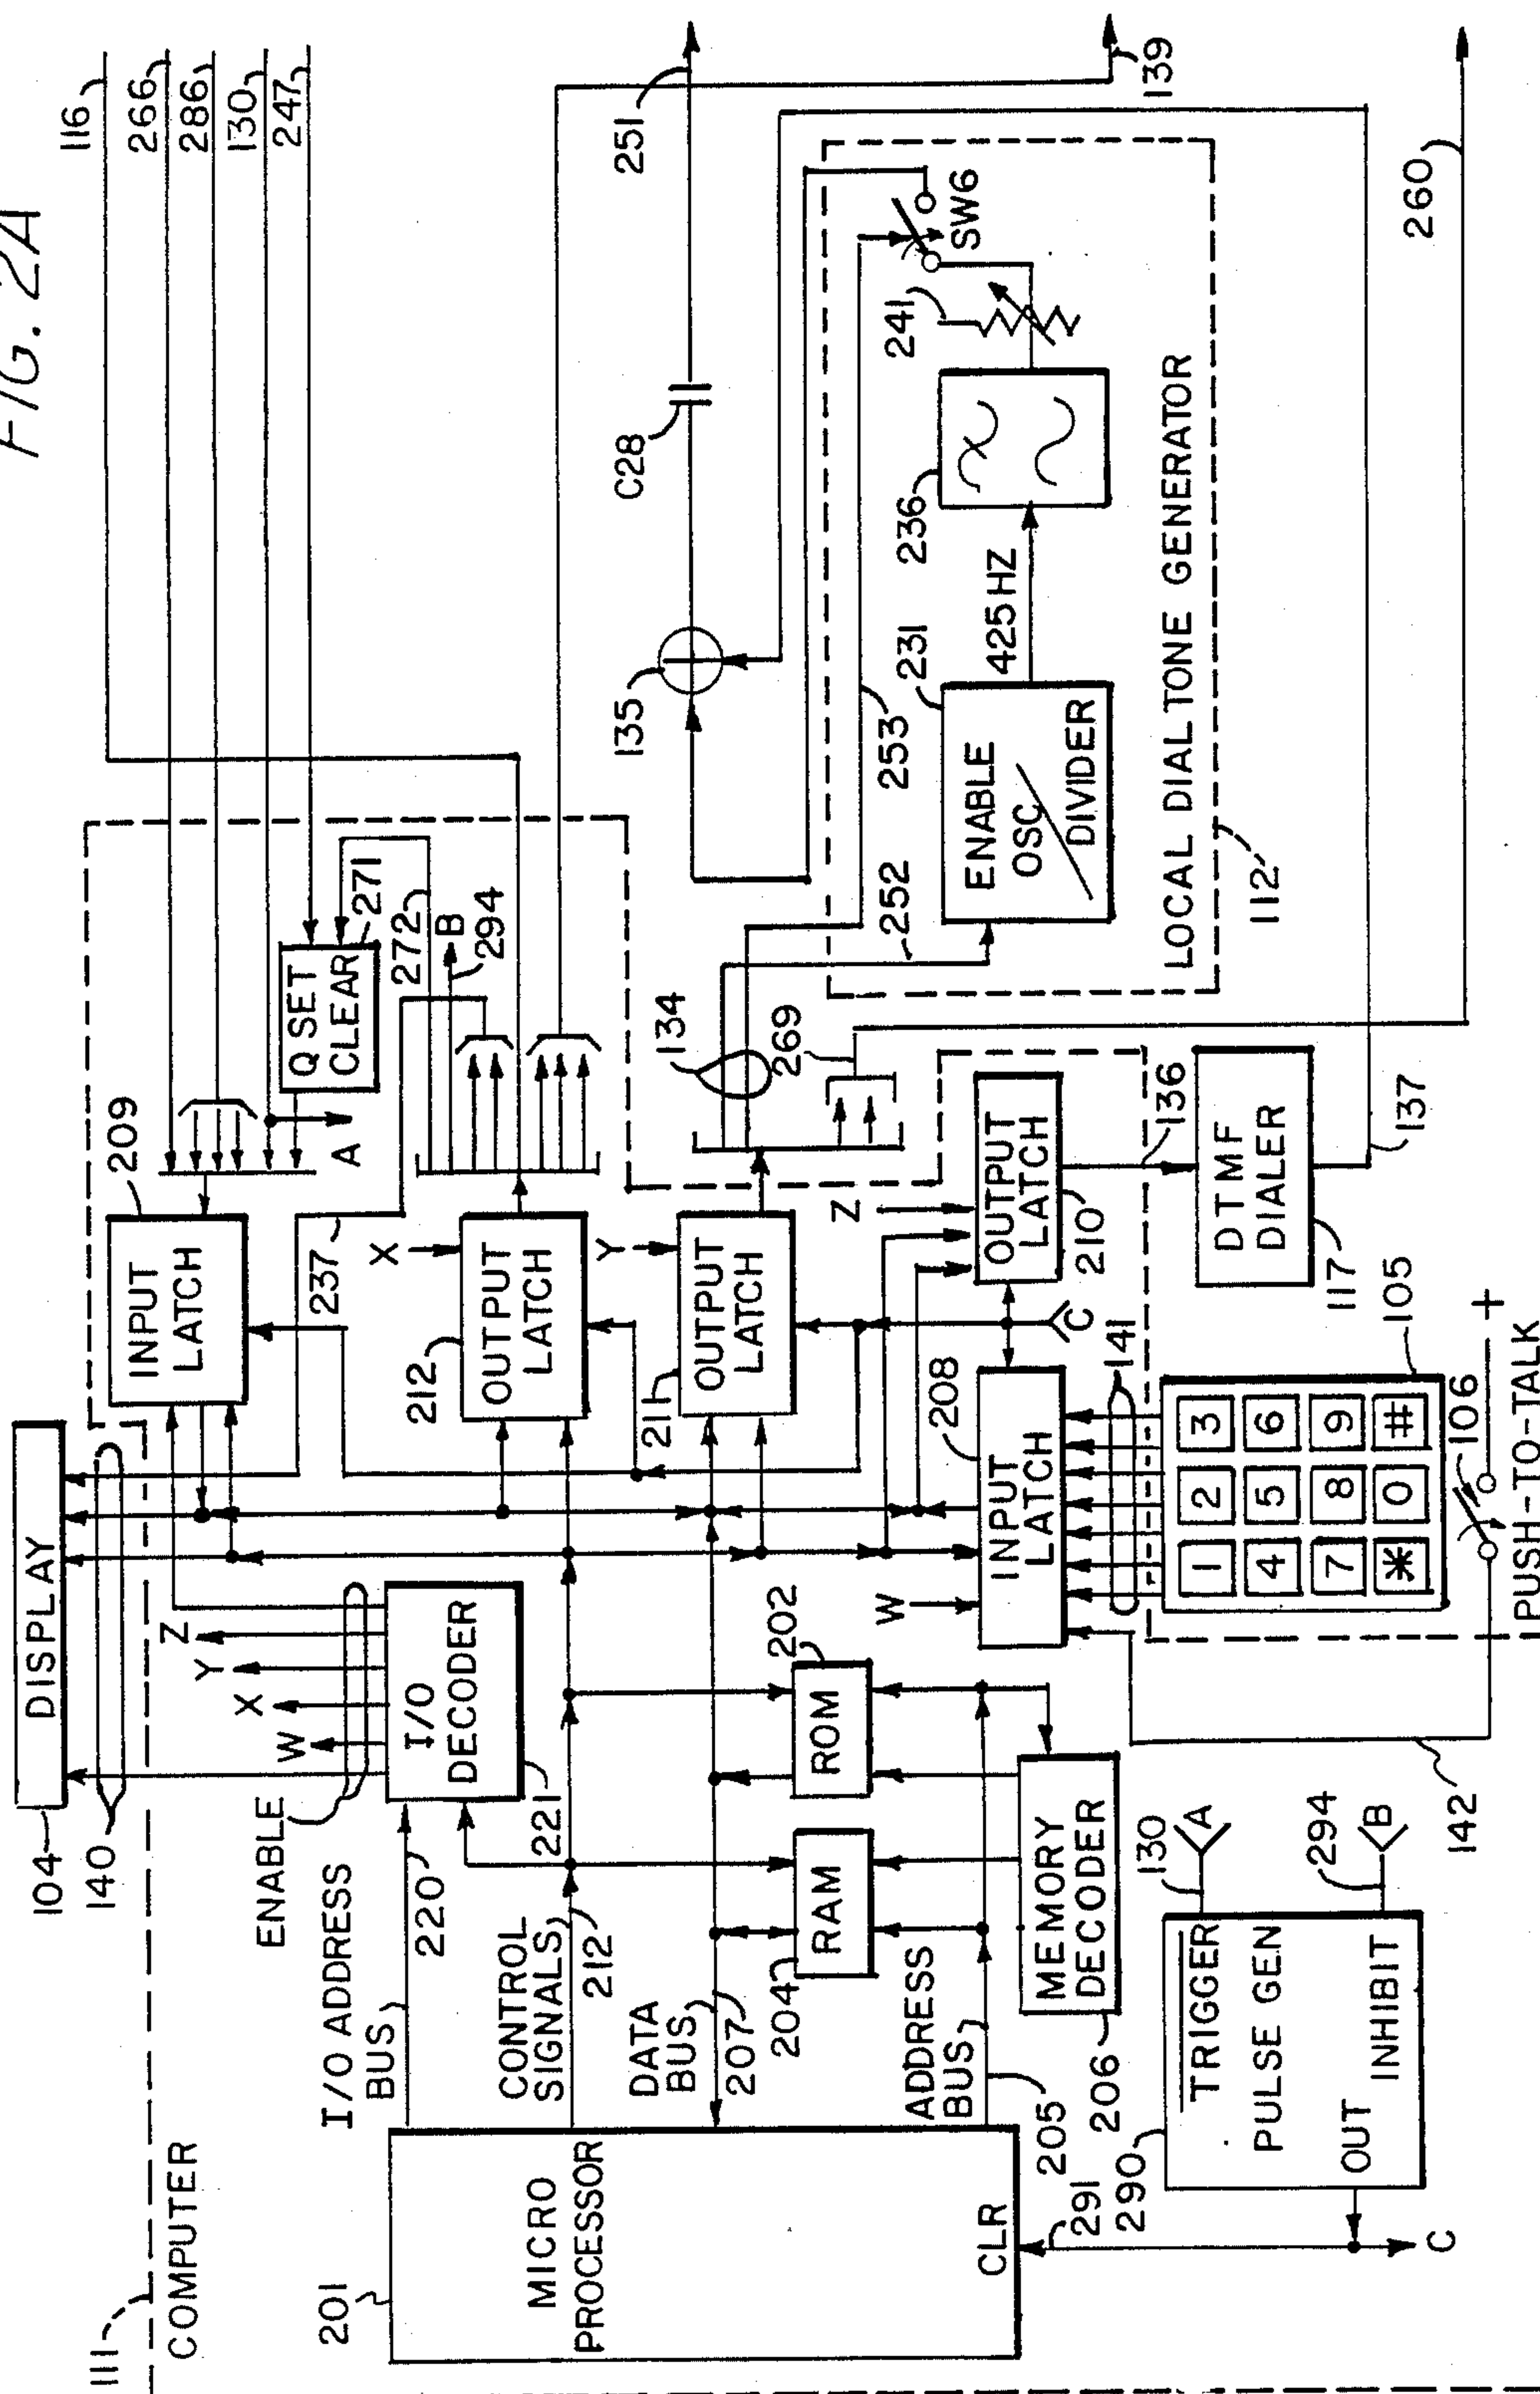 FIG. 2A
116
266
286
130
247
251
139
260
111
COMPUTER
104
DISPLAY
140
209
INPUT
LATCH
Q SET
CLEAR
271
272
B
294
A
237
ENABLE
W
X
Y
Z
I/O
DECODER
221
I/O ADDRESS
BUS
220
CONTROL
SIGNALS
212
DATA
BUS
207
ADDRESS
BUS
205
201
MICRO
PROCESSOR
CLR
291
X
212
OUTPUT
LATCH
Y
211
OUTPUT
LATCH
134
269
Z
OUTPUT
LATCH
210
136
C
W
208
INPUT
LATCH
141
204
RAM
202
ROM
MEMORY
DECODER
206
290
TRIGGER
PULSE GEN
OUT
INHIBIT
130
A
294
B
C
142
1 2 3
4 5 6
7 8 9
* 0 #
105
106
+
PUSH-TO-TALK
DTMF
DIALER
117
137
135
C28
252
253
231
ENABLE
OSC/
DIVIDER
425HZ
236
241
SW6
LOCAL DIALTONE GENERATOR
112